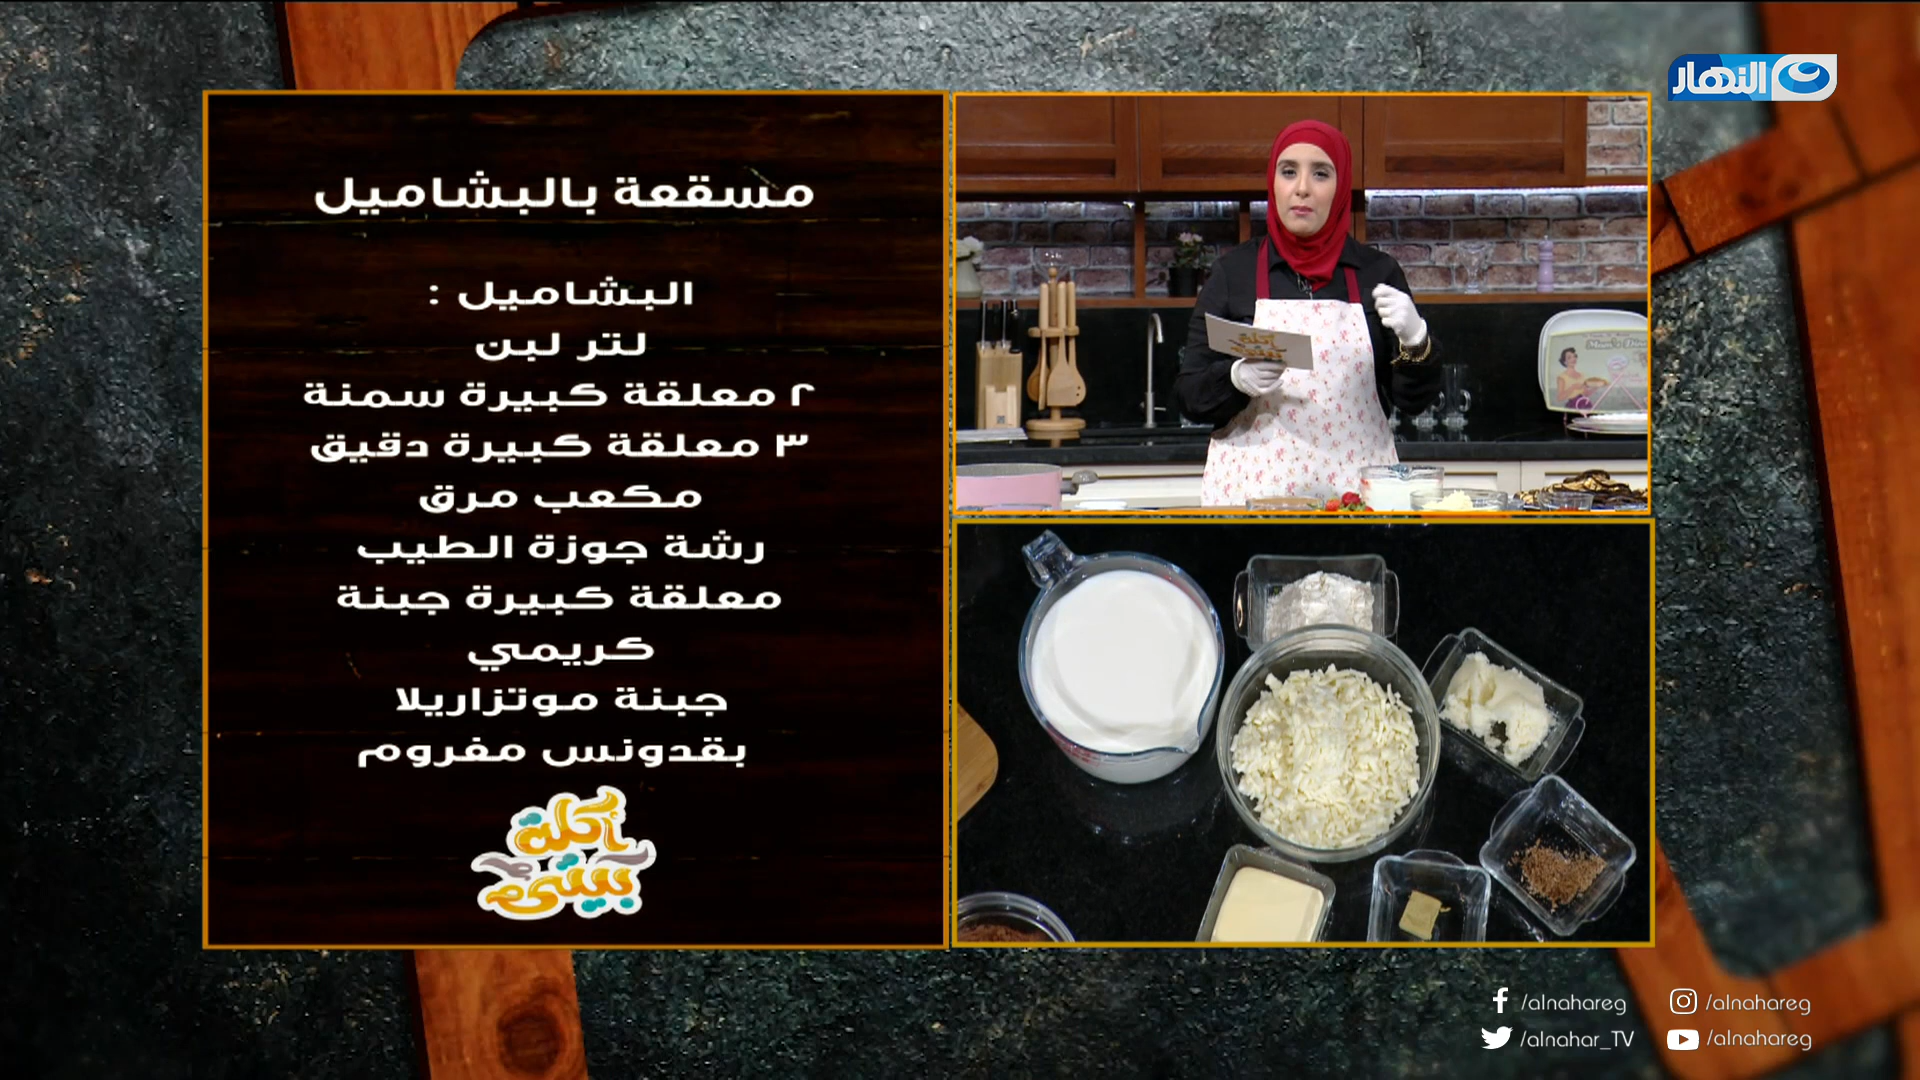 النهار
مسقعة بالبشاميل
البشاميل :
لتر لبن
٢ معلقة كبيرة سمنة
٣ معلقة كبيرة دقيق
مكعب مرق
رشة جوزة الطيب
معلقة كبيرة جبنة
كريمي
جبنة موتزاريلا
بقدونس مفروم
أكلة
بيتي
/alnahareg
/alnahareg
/alnahar_TV
/alnahareg